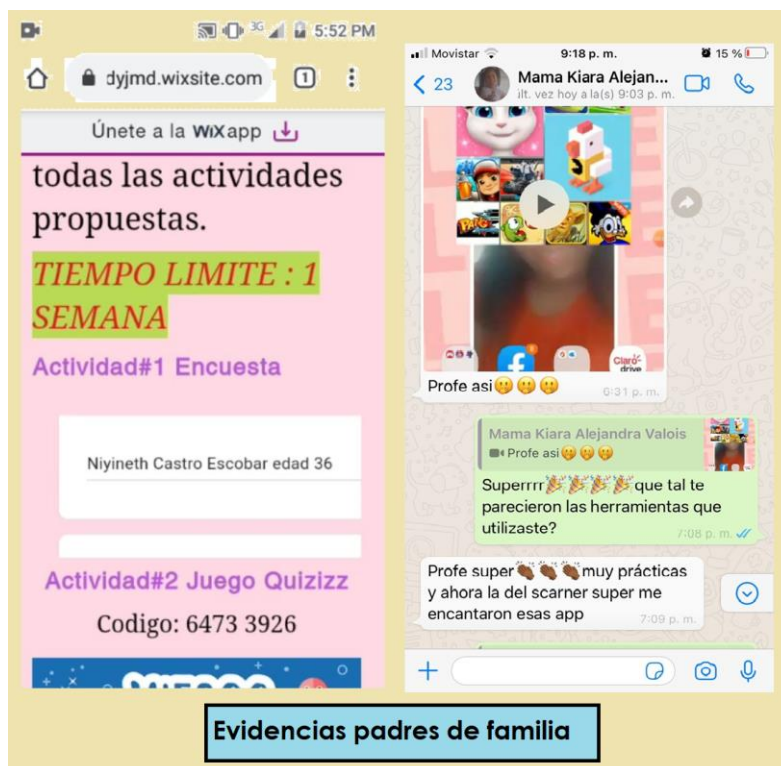 3G 5:52 PM
dyjmd.wixsite.com 1
Únete a la WiXapp
todas las actividades
propuestas.
TIEMPO LIMITE : 1
SEMANA
Actividad#1 Encuesta
Niyineth Castro Escobar edad 36
Actividad#2 Juego Quizizz
Codigo: 6473 3926
Movistar 9:18 p. m. 15 %
23 Mama Kiara Alejan...
últ. vez hoy a la(s) 9:03 p. m.
Claro-
drive
Profe asi🤭🤭🤭 6:31 p. m.
Mama Kiara Alejandra Valois
Profe asi🤭🤭🤭
Superrrr🎉🎉🎉🎉que tal te
parecieron las herramientas que
utilizaste? 7:08 p. m.
Profe super👏🏾👏🏾👏🏾muy prácticas
y ahora la del scarner super me
encantaron esas app 7:09 p. m.
Evidencias padres de familia